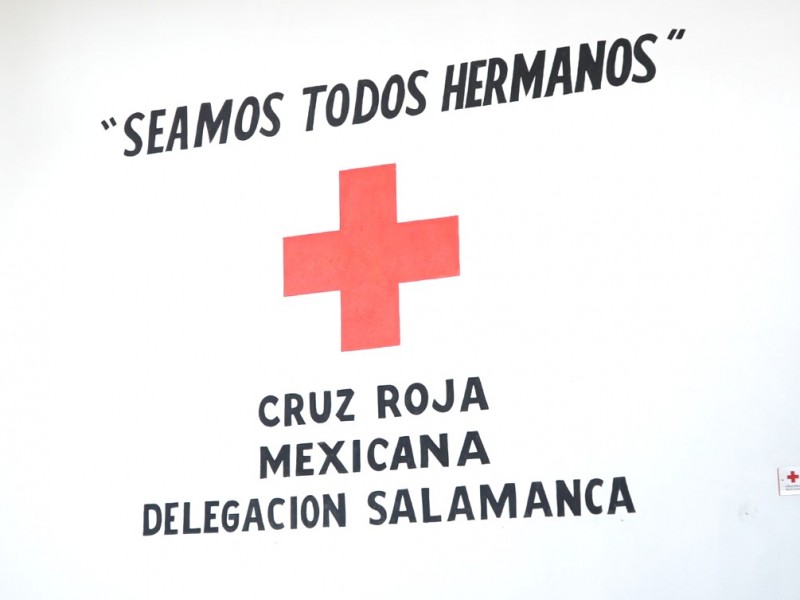 "SEAMOS TODOS HERMANOS"
CRUZ ROJA
MEXICANA
DELEGACION SALAMANCA